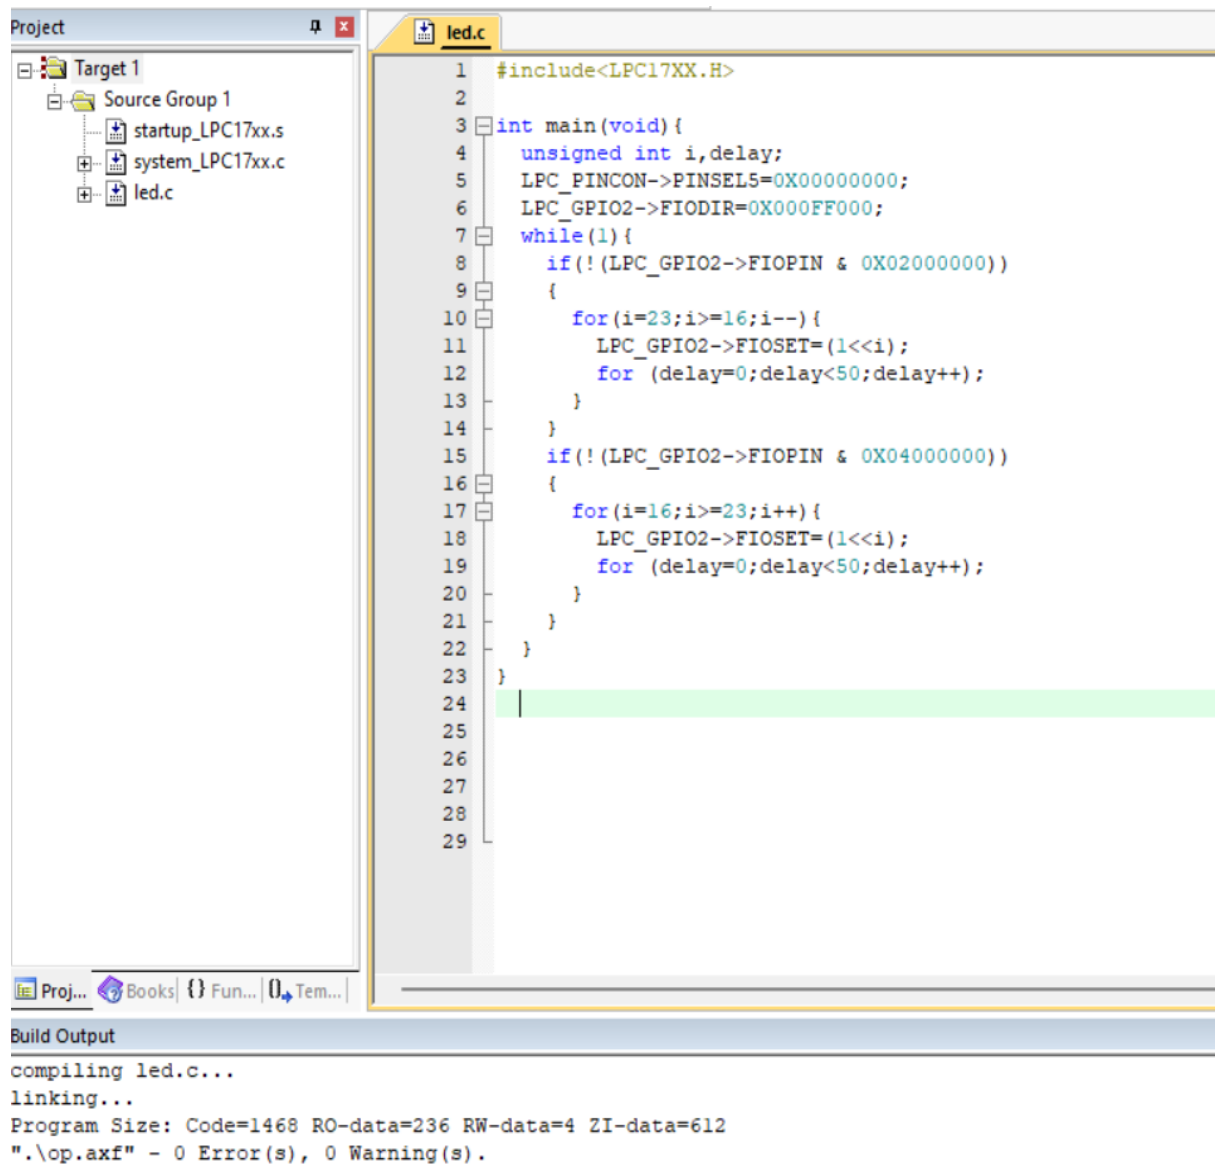 Project
Target 1
Source Group 1
startup_LPC17xx.s
system_LPC17xx.c
led.c
led.c
1 #include<LPC17XX.H>
2
3 int main(void){
4 unsigned int i,delay;
5 LPC_PINCON->PINSEL5=0X00000000;
6 LPC_GPIO2->FIODIR=0X000FF000;
7 while(1){
8 if(!(LPC_GPIO2->FIOPIN & 0X02000000))
9 {
10 for(i=23;i>=16;i--){
11 LPC_GPIO2->FIOSET=(1<<i);
12 for (delay=0;delay<50;delay++);
13 }
14 }
15 if(!(LPC_GPIO2->FIOPIN & 0X04000000))
16 {
17 for(i=16;i>=23;i++){
18 LPC_GPIO2->FIOSET=(1<<i);
19 for (delay=0;delay<50;delay++);
20 }
21 }
22 }
23 }
24
25
26
27
28
29
Proj... Books {} Fun... Tem...
Build Output
compiling led.c...
linking...
Program Size: Code=1468 RO-data=236 RW-data=4 ZI-data=612
".\op.axf" - 0 Error(s), 0 Warning(s).